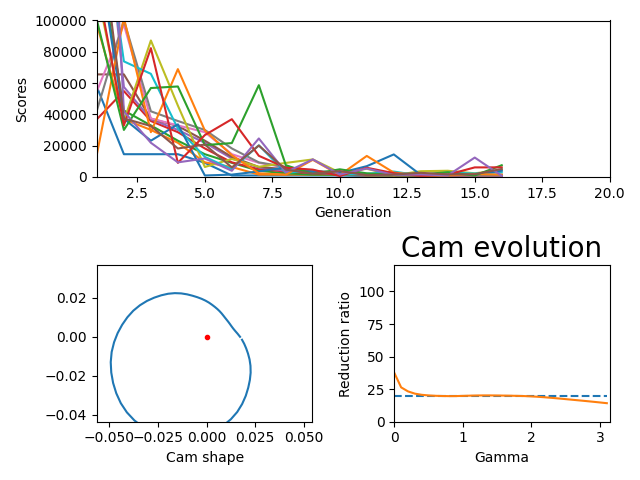 100000
80000
60000
40000
20000
0
Scores
2.5 5.0 7.5 10.0 12.5 15.0 17.5 20.0
Generation
Cam evolution
0.02
0.00
−0.02
−0.04
−0.050 −0.025 0.000 0.025 0.050
Cam shape
100
75
50
25
0
Reduction ratio
0 1 2 3
Gamma